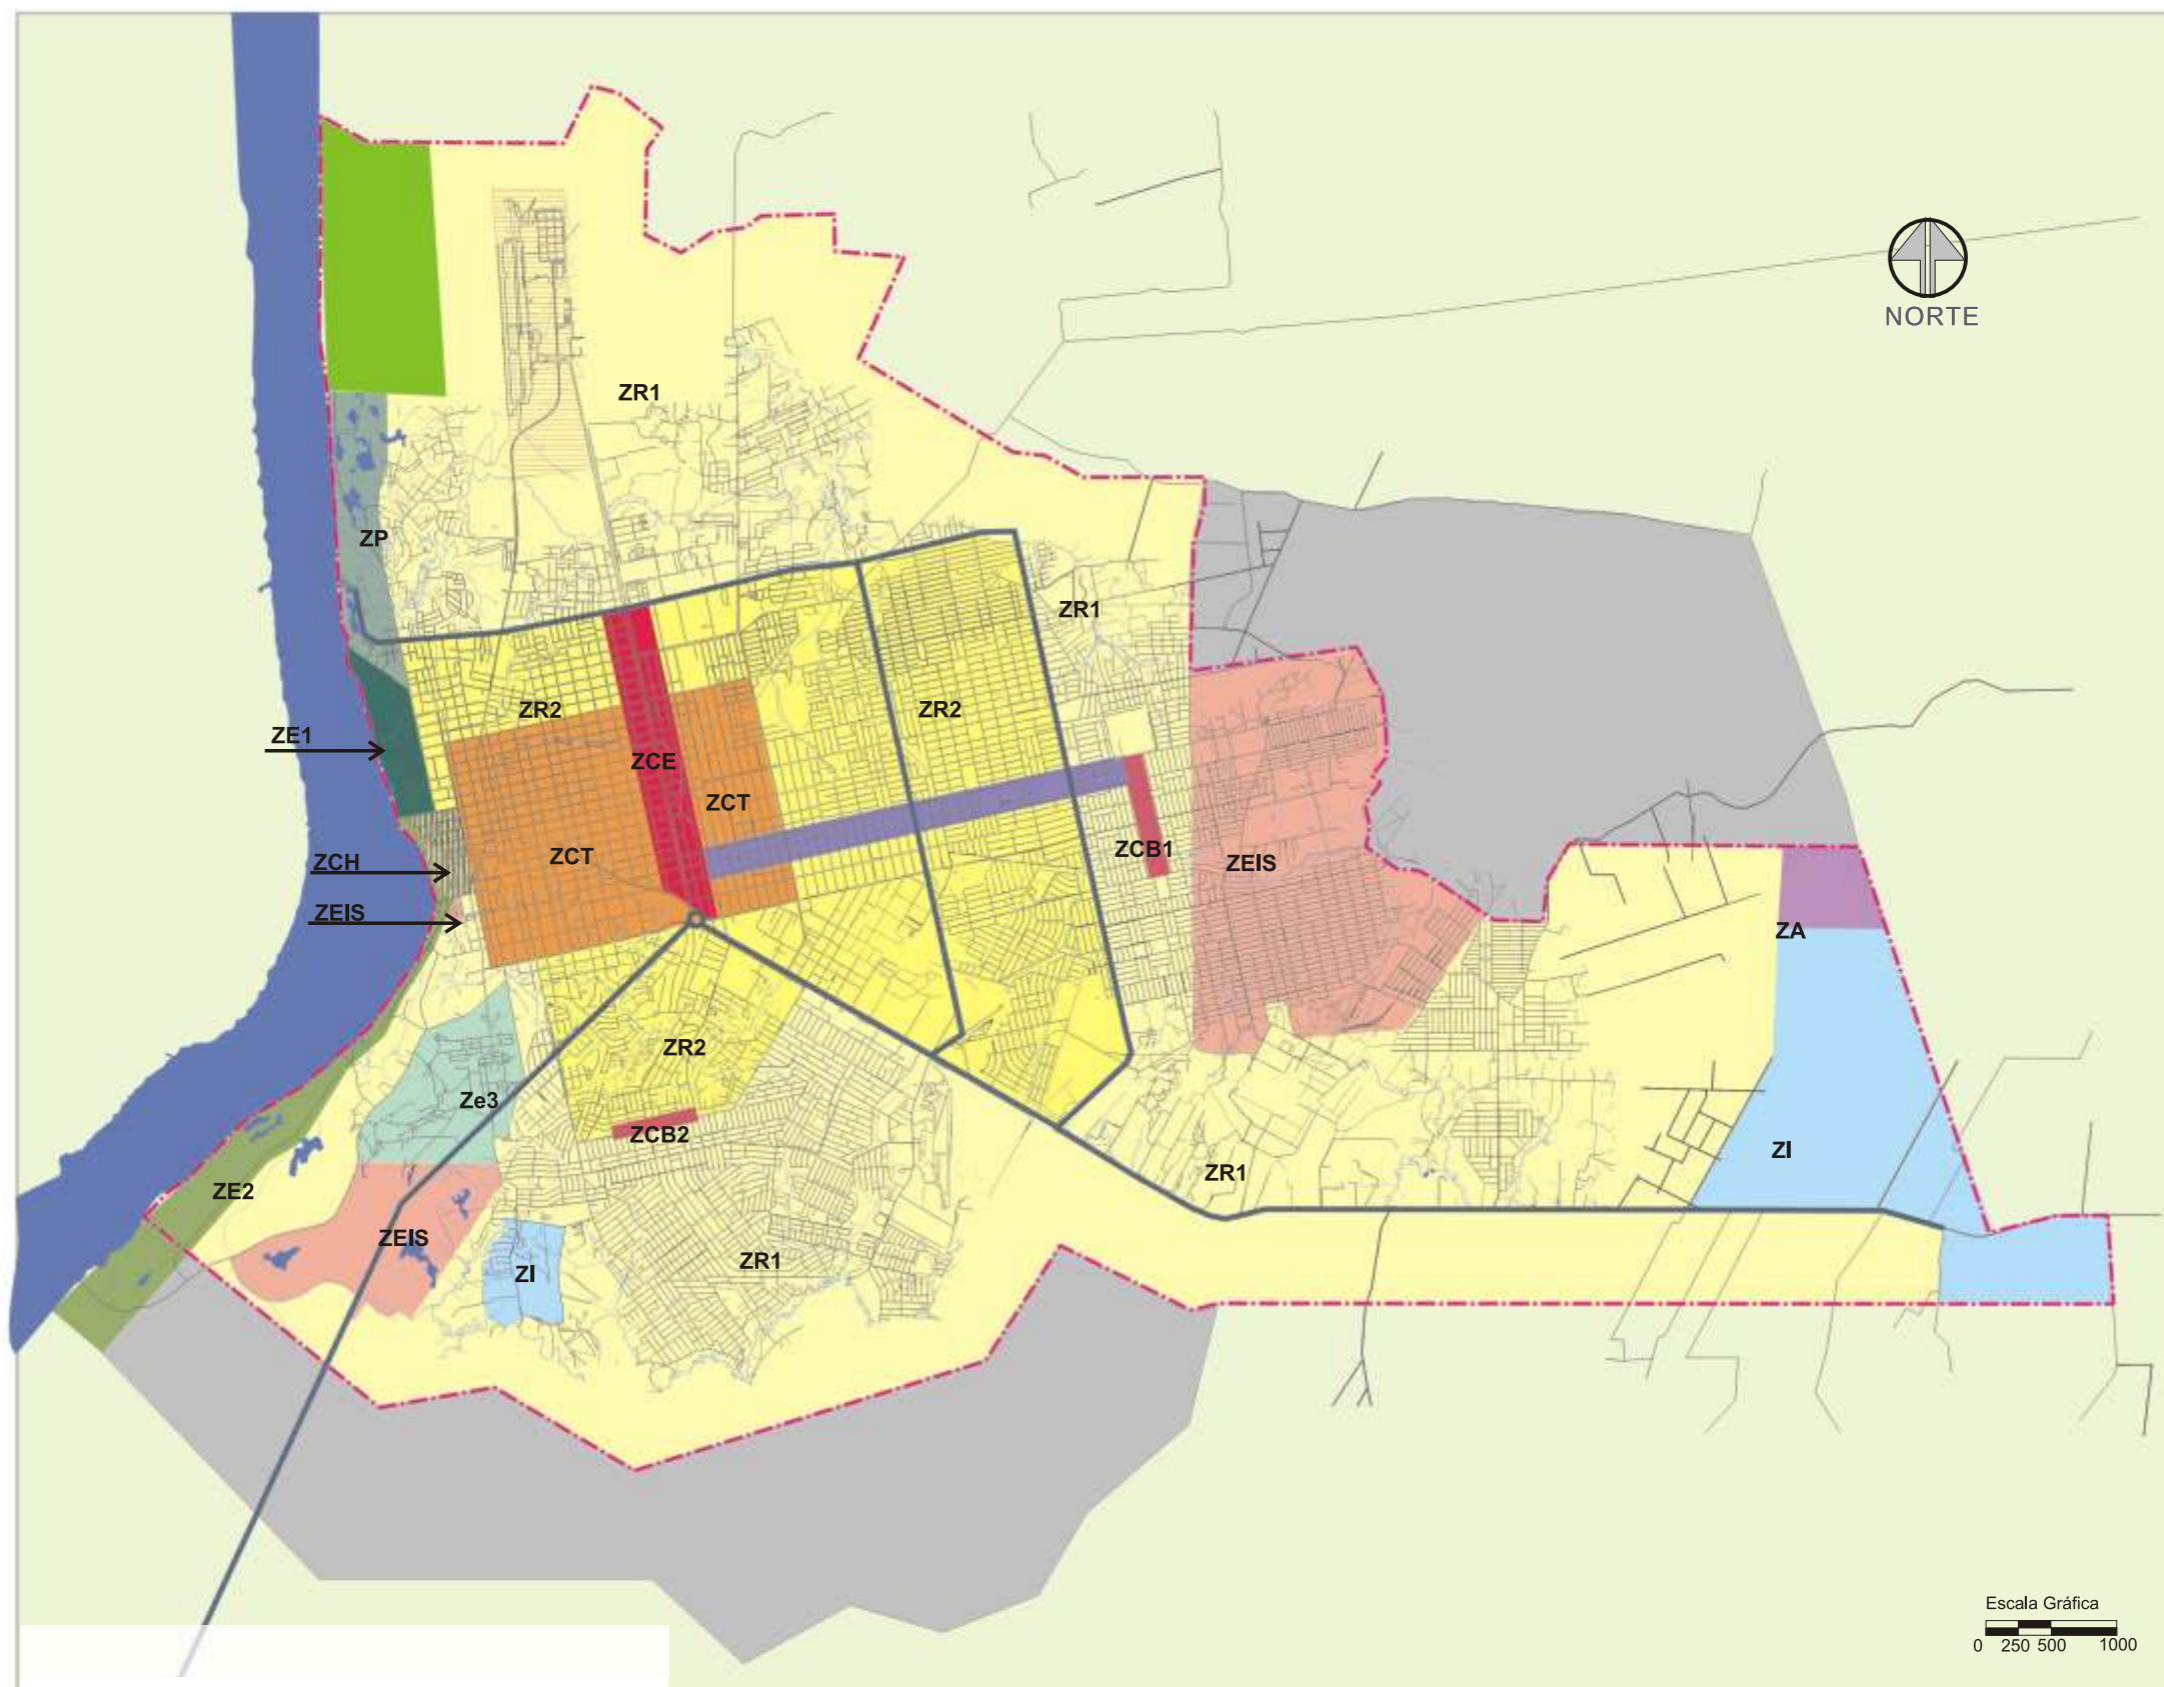 NORTE
ZR1
ZP
ZR1
ZR2
ZR2
ZE1
ZCE
ZCT
ZCB1
ZCT
ZCH
ZEIS
ZEIS
ZA
ZR2
Ze3
ZCB2
ZI
ZR1
ZE2
ZEIS
ZR1
ZI
Escala Gráfica
0 250 500 1000